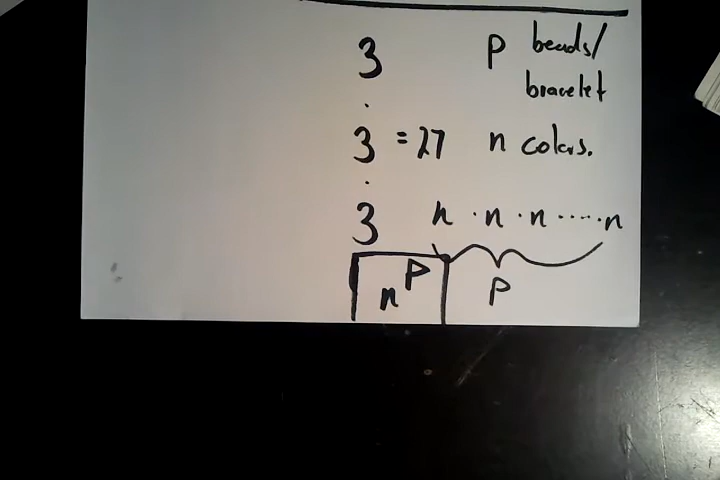 3 p beads/
bracelet
·
3 = 27 n colors.
·
3 n · n · n ····· n
n^p p